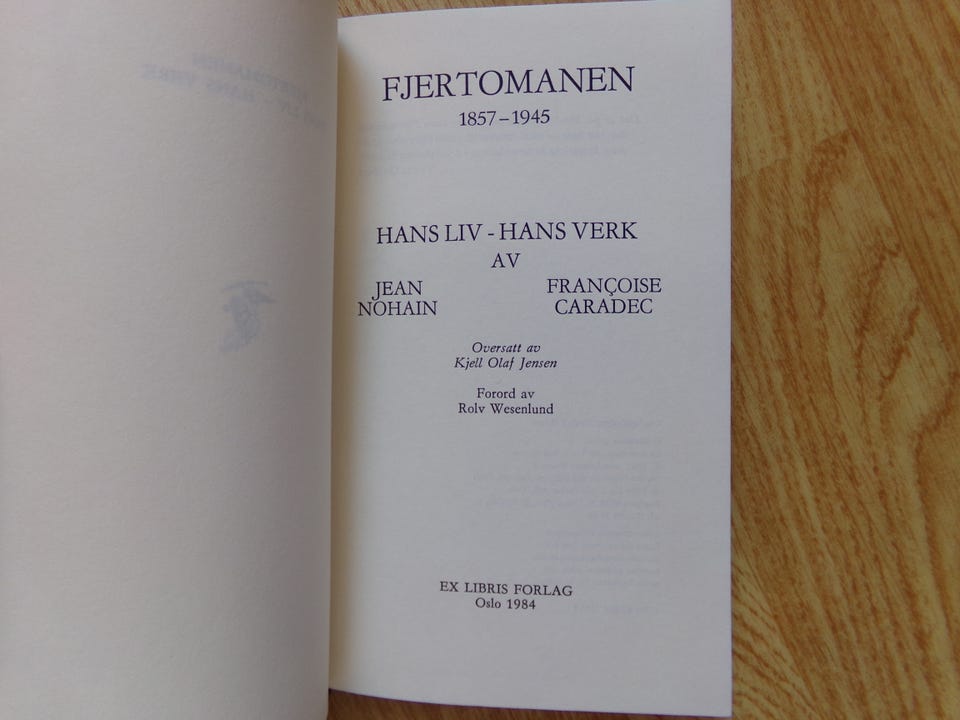 FJERTOMANEN
1857–1945
HANS LIV - HANS VERK
AV
JEAN
NOHAIN
FRANÇOISE
CARADEC
Oversatt av
Kjell Olaf Jensen
Forord av
Rolv Wesenlund
EX LIBRIS FORLAG
Oslo 1984